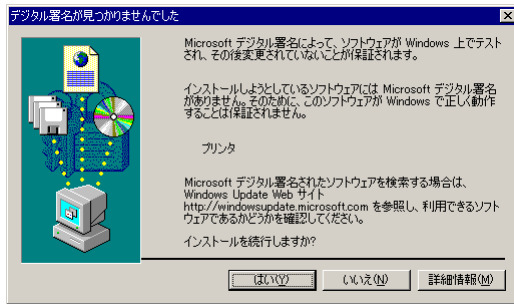 デジタル署名が見つかりませんでした
Microsoft デジタル署名によって、ソフトウェアが Windows 上でテスト
され、その後変更されていないことが保証されます。
インストールしようとしているソフトウェアには Microsoft デジタル署名
がありません。そのために、このソフトウェアが Windows で正しく動作
することは保証されません。
プリンタ
Microsoft デジタル署名されたソフトウェアを検索する場合は、
Windows Update Web サイト
http://windowsupdate.microsoft.com を参照し、利用できるソフト
ウェアであるかどうかを確認してください。
インストールを続行しますか?
はい(Y) いいえ(N) 詳細情報(M)